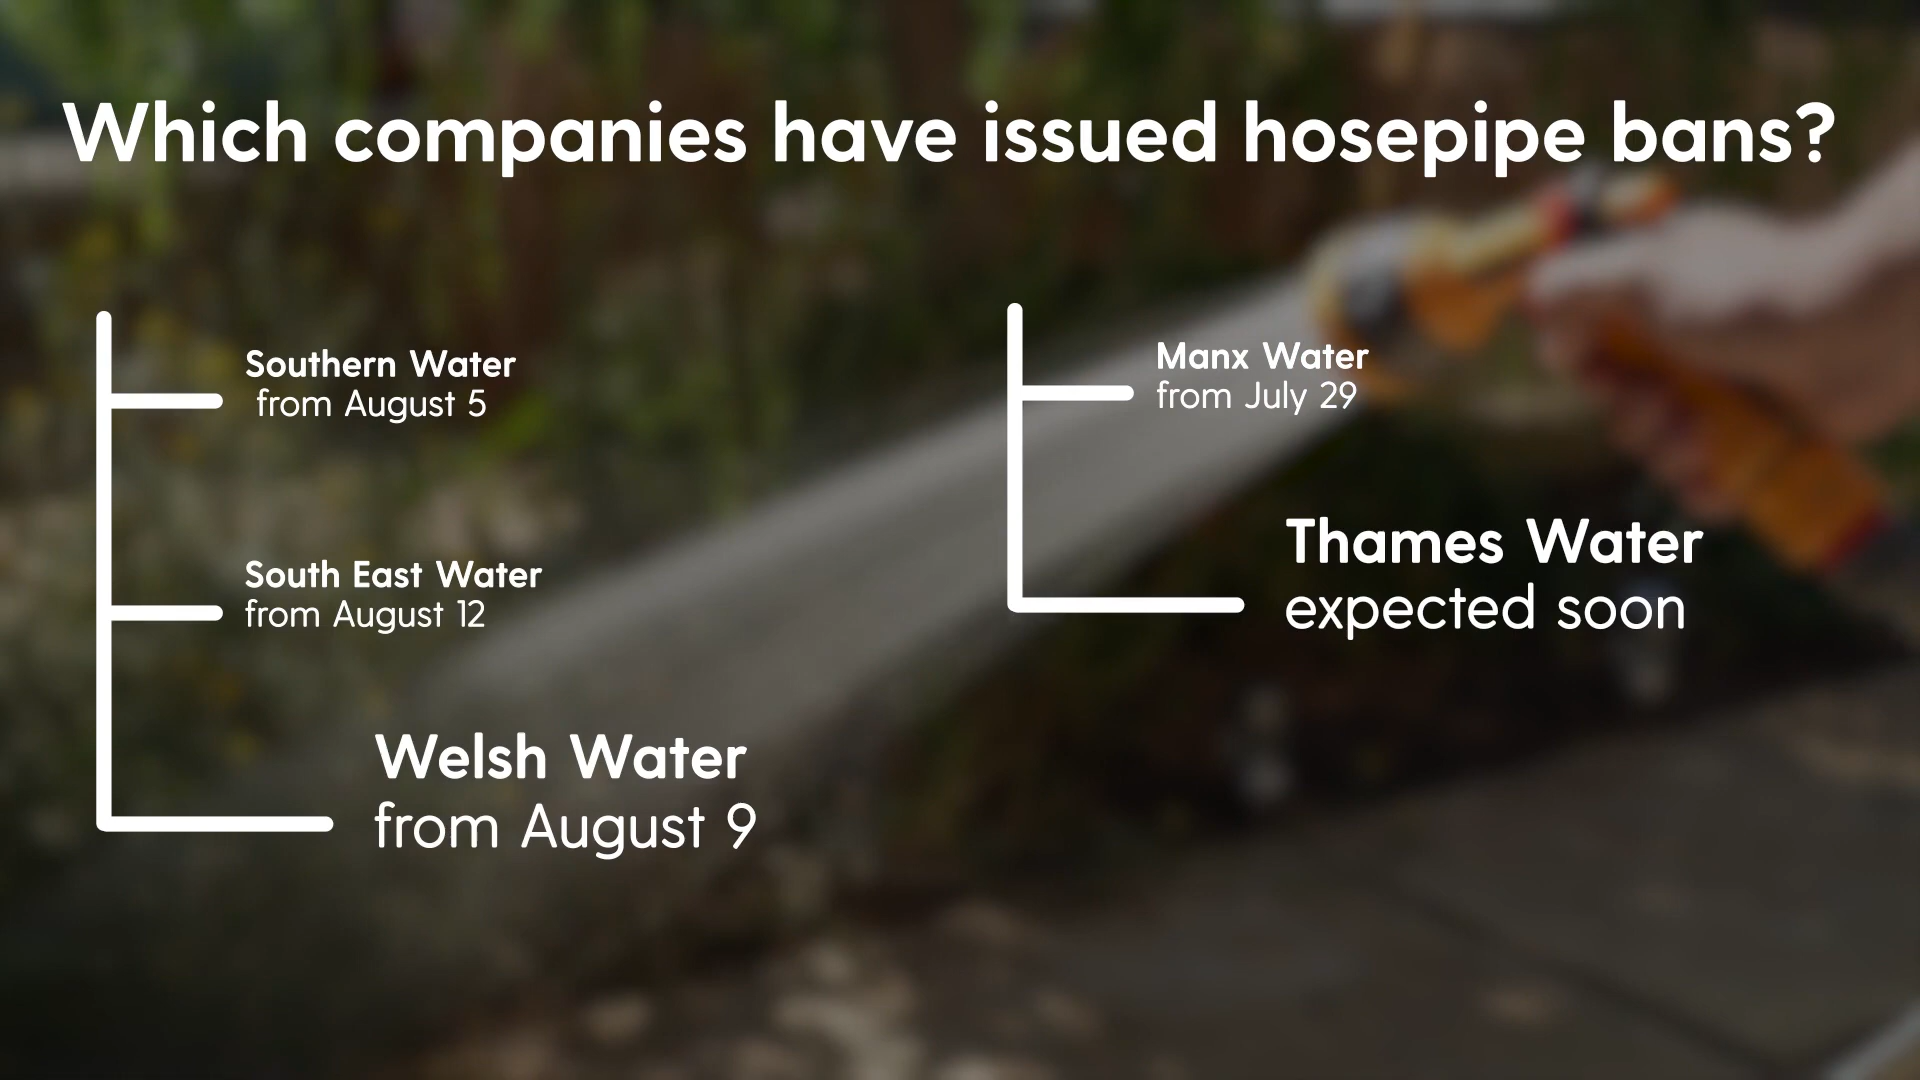 Which companies have issued hosepipe bans?
Southern Water
from August 5
South East Water
from August 12
Welsh Water
from August 9
Manx Water
from July 29
Thames Water
expected soon